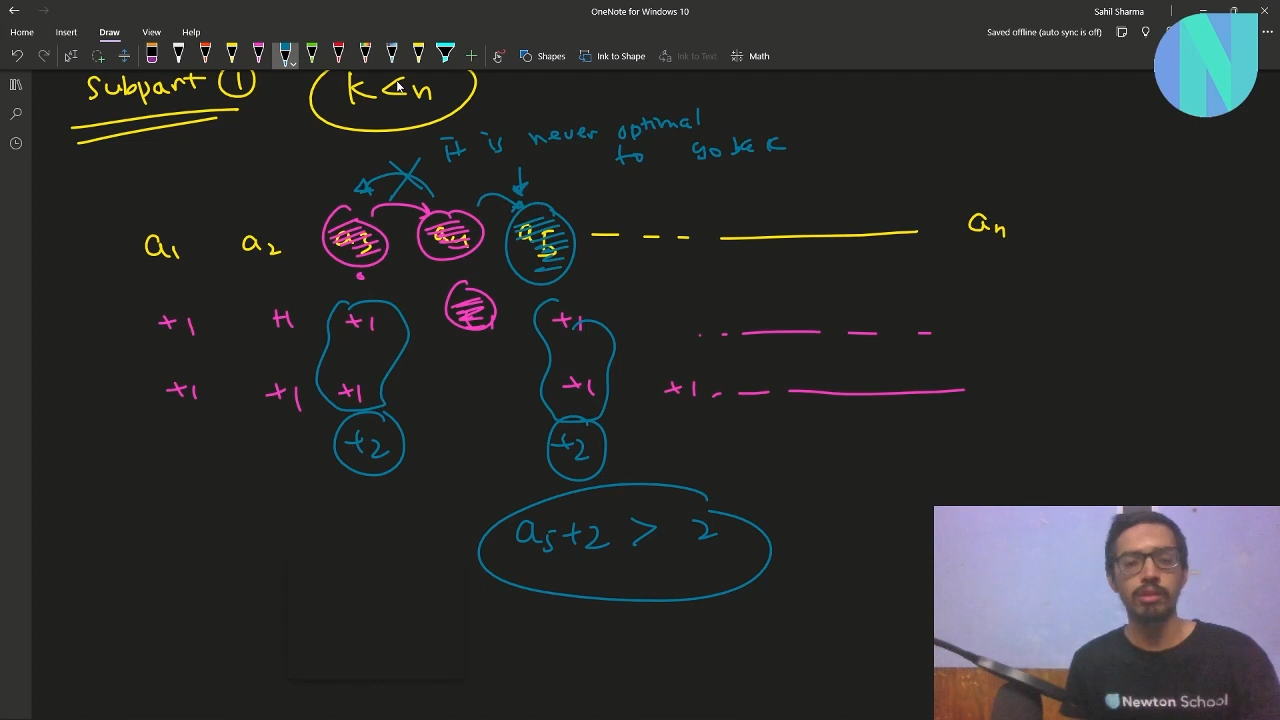 OneNote for Windows 10
Sahil Sharma
Home Insert Draw View Help
Saved offline (auto sync is off)
Shapes Ink to Shape Ink to Text Math
Subpart ①
k < n
It is never optimal
to go
a1 a2 a3 a4 a5 an
+1 +1 +1 +1
+1 +1 +1 +1 +1
+2 +2
a5+2 > 2
Newton School